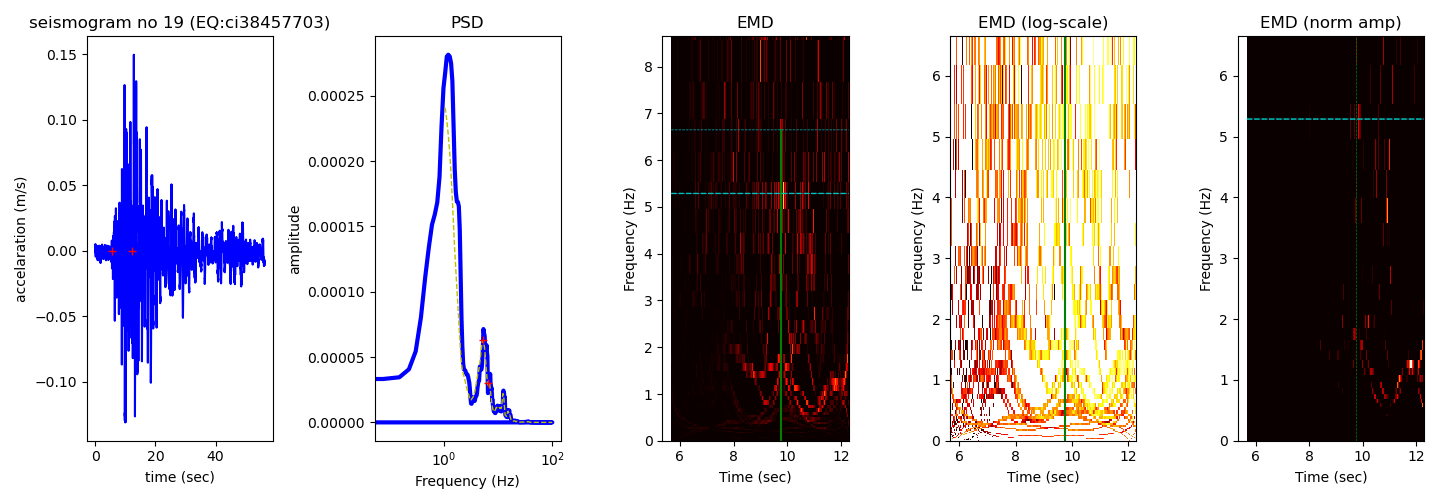 seismogram no 19 (EQ:ci38457703)
PSD
EMD
EMD (log-scale)
EMD (norm amp)
accelaration (m/s)
0.15
0.10
0.05
0.00
−0.05
−0.10
0 20 40
time (sec)
amplitude
0.00025
0.00020
0.00015
0.00010
0.00005
0.00000
10^0 10^2
Frequency (Hz)
Frequency (Hz)
8
7
6
5
4
3
2
1
0
6 8 10 12
Time (sec)
Frequency (Hz)
6
5
4
3
2
1
0
6 8 10 12
Time (sec)
Frequency (Hz)
6
5
4
3
2
1
0
6 8 10 12
Time (sec)